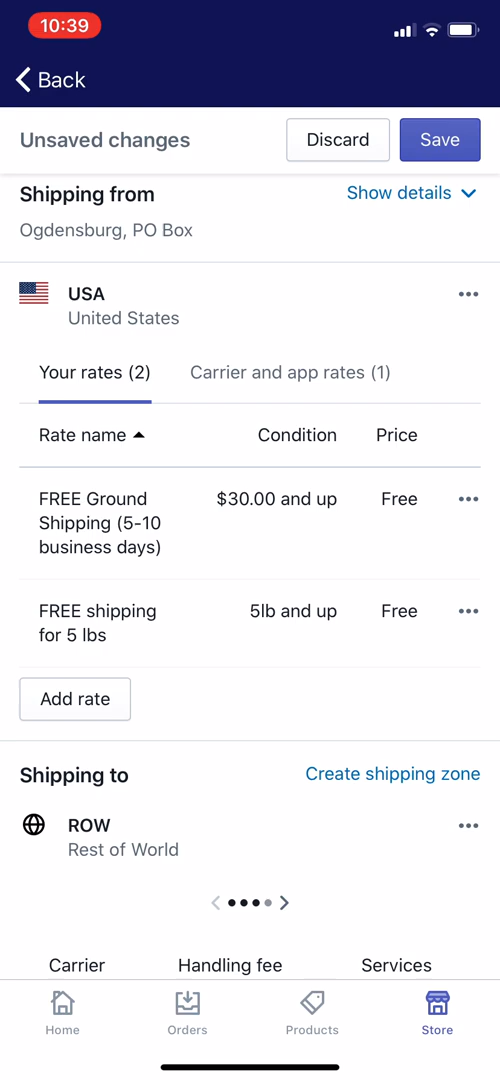 10:39
Back
Unsaved changes
Discard
Save
Shipping from
Show details
Ogdensburg, PO Box
USA
United States
Your rates (2)
Carrier and app rates (1)
Rate name
Condition
Price
FREE Ground
Shipping (5-10
business days)
$30.00 and up
Free
FREE shipping
for 5 lbs
5lb and up
Free
Add rate
Shipping to
Create shipping zone
ROW
Rest of World
Carrier
Handling fee
Services
Home
Orders
Products
Store